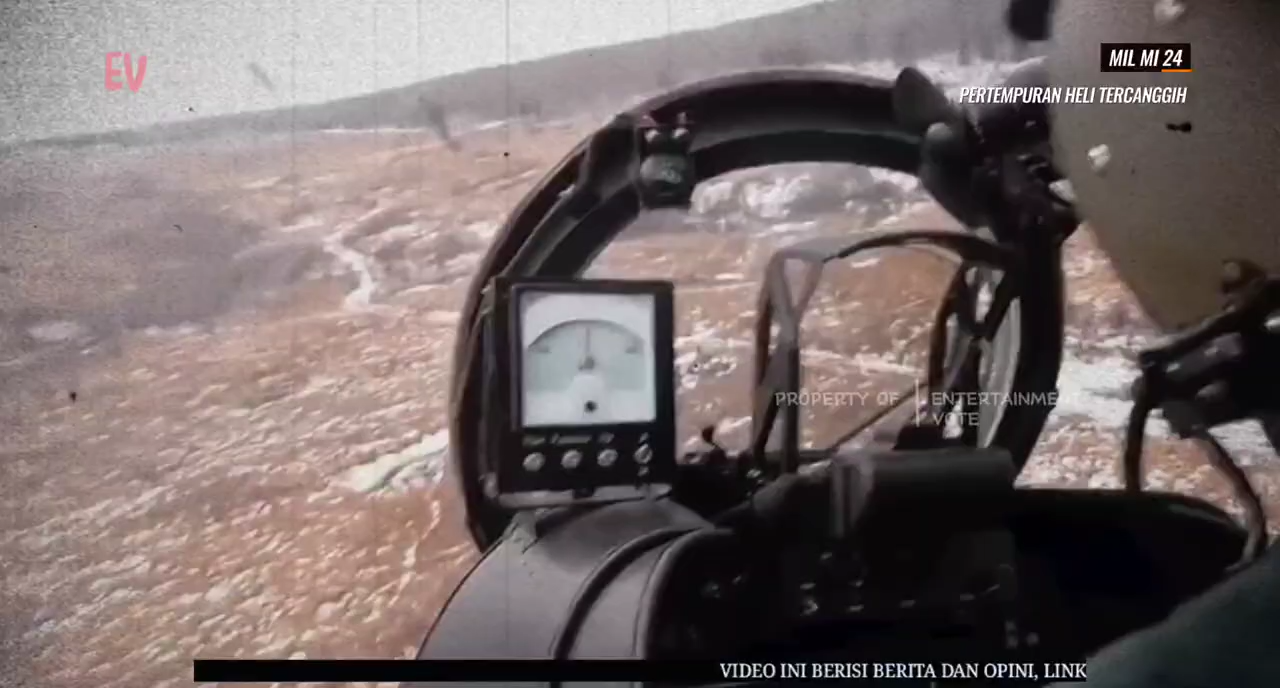 EV
MIL MI 24
PERTEMPURAN HELI TERCANGGIH
PROPERTY OF
ENTERTAINMENT
VOTE
VIDEO INI BERISI BERITA DAN OPINI, LINK